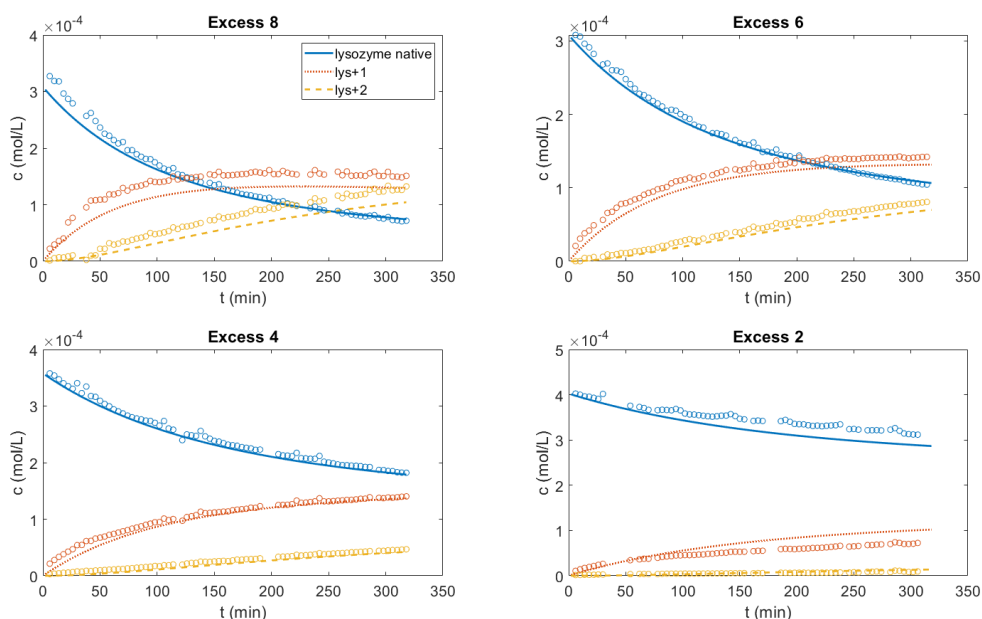 Excess 8
×10-4
c (mol/L)
4
3
2
1
0
0 50 100 150 200 250 300 350
t (min)
lysozyme native
lys+1
lys+2
Excess 6
×10-4
c (mol/L)
3
2
1
0
0 50 100 150 200 250 300 350
t (min)
Excess 4
×10-4
c (mol/L)
4
3
2
1
0
0 50 100 150 200 250 300 350
t (min)
Excess 2
×10-4
c (mol/L)
5
4
3
2
1
0
0 50 100 150 200 250 300 350
t (min)